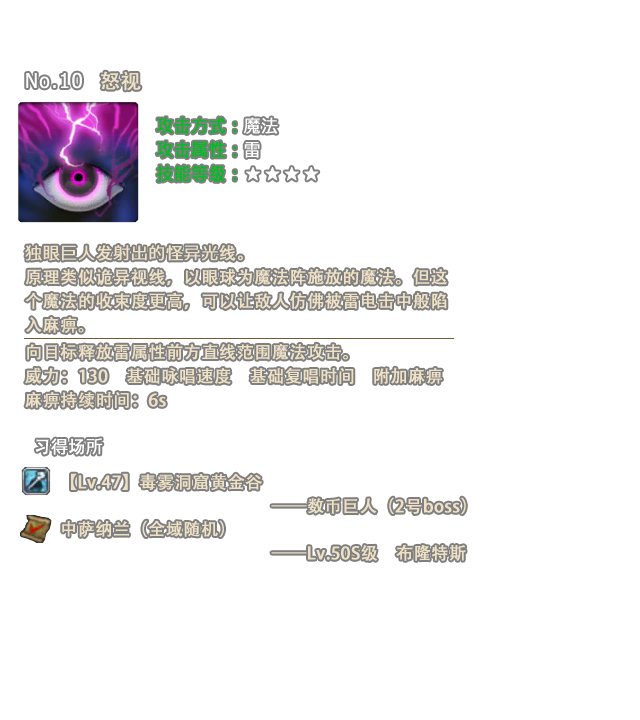 No.10 怒视
攻击方式：魔法
攻击属性：雷
技能等级：☆☆☆☆
独眼巨人发射出的怪异光线。
原理类似诡异视线，以眼球为魔法阵施放的魔法。但这
个魔法的收束度更高，可以让敌人仿佛被雷电击中般陷
入麻痹。
向目标释放雷属性前方直线范围魔法攻击。
威力：130 基础咏唱速度 基础复唱时间 附加麻痹
麻痹持续时间：6s
习得场所
【Lv.47】毒雾洞窟黄金谷
——数币巨人（2号boss）
中萨纳兰（全域随机）
——Lv.50S级 布隆特斯